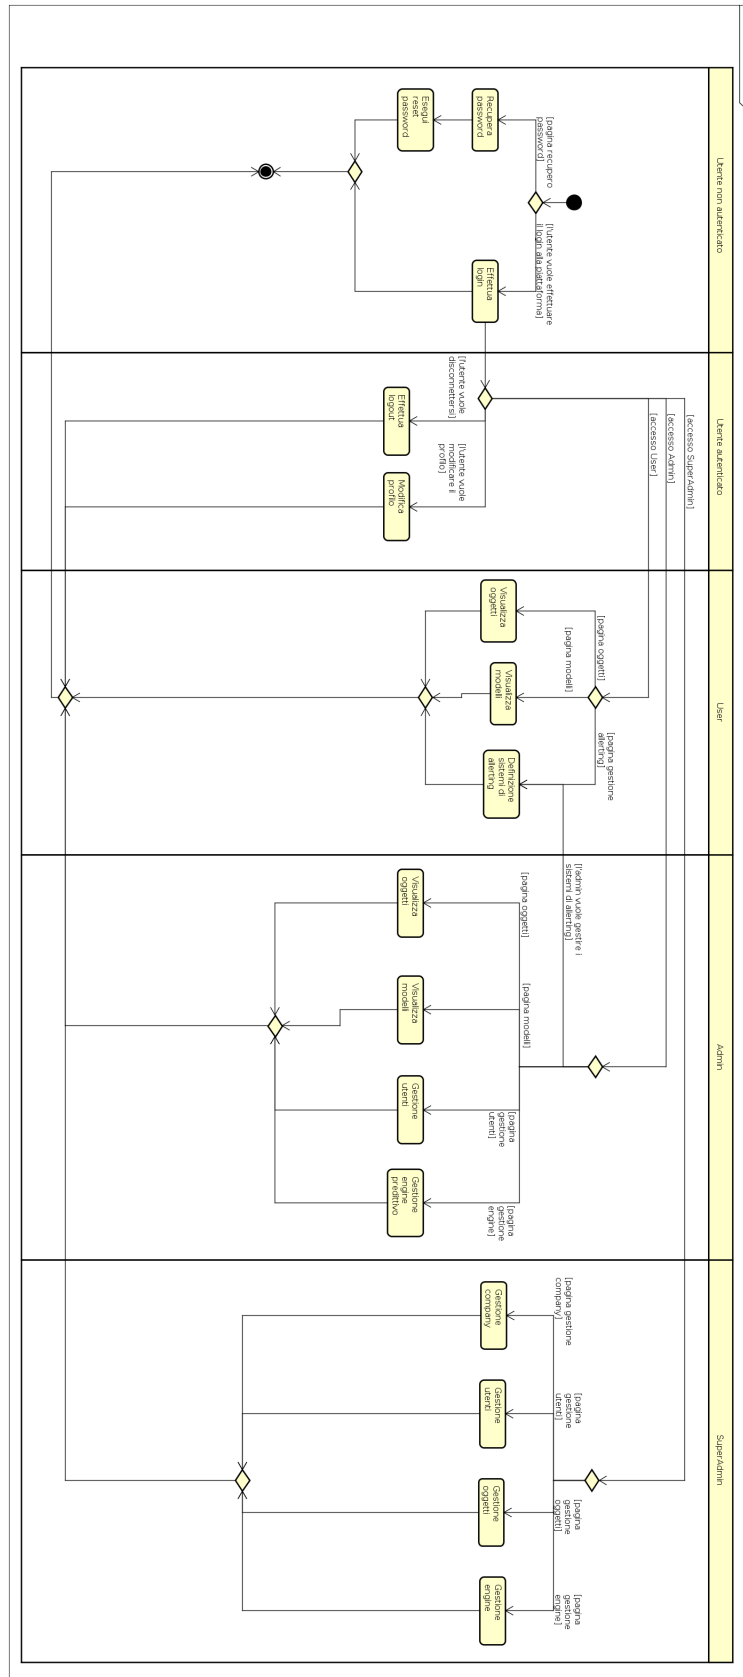 Utente non autenticato
[pagina recupero
password]
Recupera
password
Esegui
reset
password
[l'utente vuole effettuare
il login alla piattaforma]
Effettua
login
Utente autenticato
[accesso SuperAdmin]
[accesso Admin]
[accesso User]
[l'utente vuole
disconnettersi]
Effettua
logout
[l'utente vuole
modificare il
profilo]
Modifica
profilo
User
[pagina oggetti]
Visualizza
oggetti
[pagina modelli]
Visualizza
modelli
[pagina gestione
allerting]
Definizione
sistemi di
allerting
Admin
[l'admin vuole gestire i
sistemi di allerting]
[pagina oggetti]
Visualizza
oggetti
[pagina modelli]
Visualizza
modelli
[pagina
gestione
utenti]
Gestione
utenti
[pagina
gestione
engine]
Gestione
engine
predittivo
SuperAdmin
[pagina gestione
company]
Gestione
company
[pagina
gestione
utenti]
Gestione
utenti
[pagina
gestione
oggetti]
Gestione
oggetti
[pagina
gestione
engine]
Gestione
engine